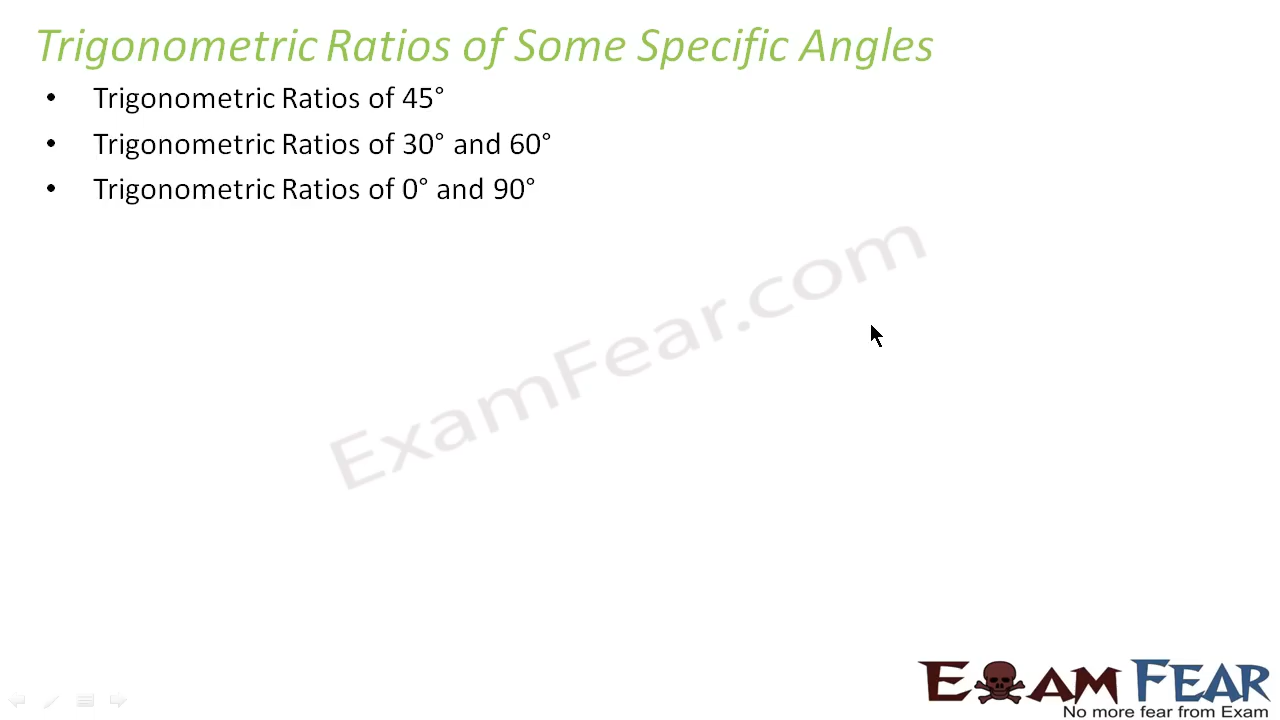 Trigonometric Ratios of Some Specific Angles
• Trigonometric Ratios of 45°
• Trigonometric Ratios of 30° and 60°
• Trigonometric Ratios of 0° and 90°
ExamFear.com
EXAM FEAR
No more fear from Exam